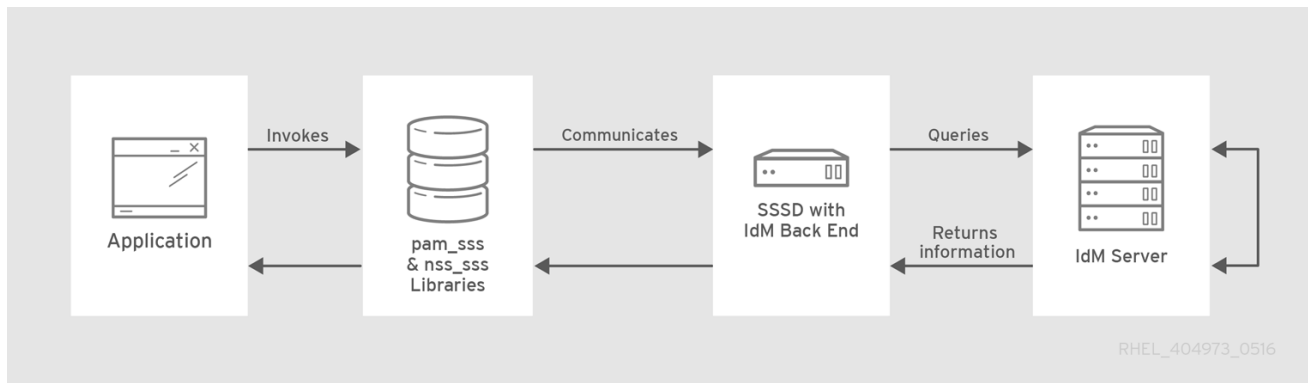 Invokes
Communicates
Queries
Application
pam_sss
& nss_sss
Libraries
SSSD with
IdM Back End
Returns
information
IdM Server
RHEL_404973_0516